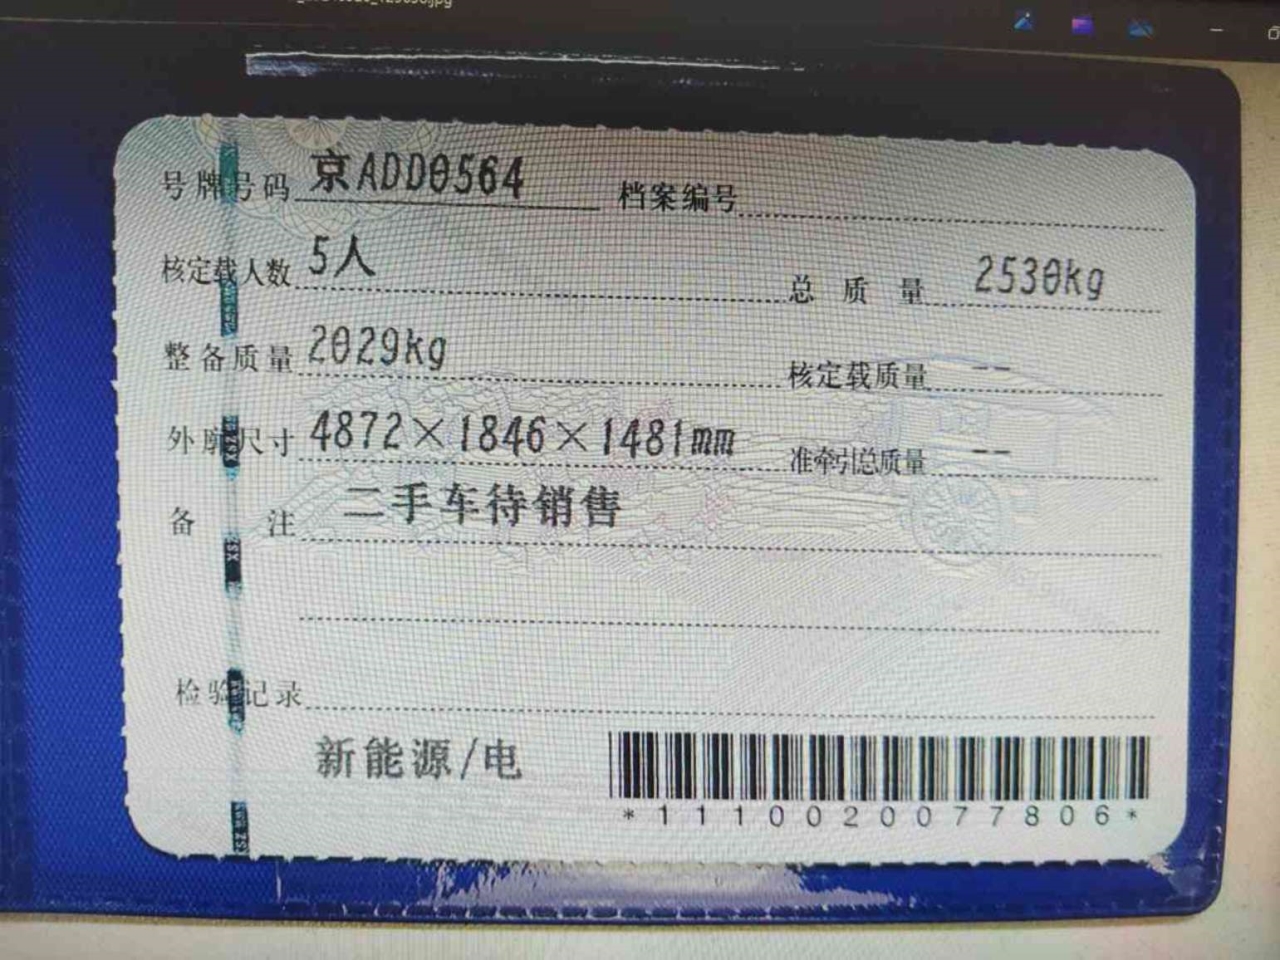 号牌号码 京ADD0564 档案编号
核定载人数 5人 总质量 2530kg
整备质量 2029kg 核定载质量 --
外廓尺寸 4872×1846×1481mm 准牵引总质量 --
备注 二手车待销售
检验记录
新能源/电
*1110020077806*